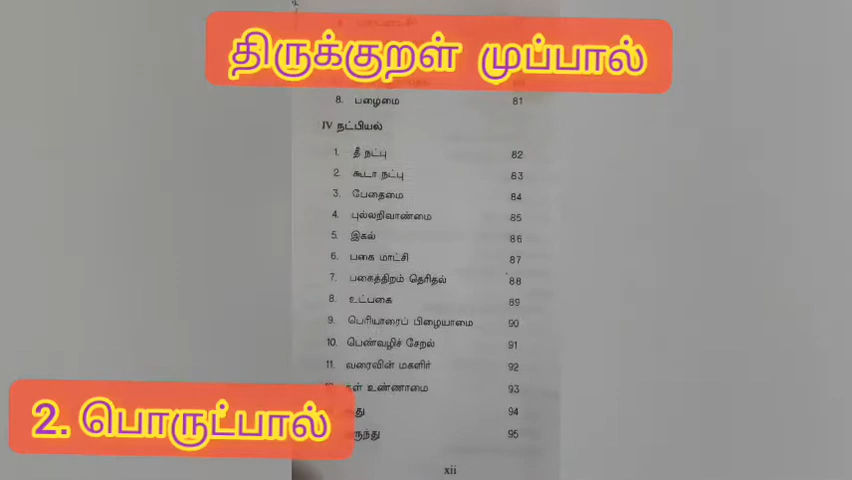 திருக்குறள் முப்பால்
8. பழைமை 81
IV நட்பியல்
1. தீ நட்பு 82
2. கூடா நட்பு 83
3. பேதைமை 84
4. புல்லறிவாண்மை 85
5. இகல் 86
6. பகை மாட்சி 87
7. பகைத்திறம் தெரிதல் 88
8. உட்பகை 89
9. பெரியாரைப் பிழையாமை 90
10. பெண்வழிச் சேறல் 91
11. வரைவின் மகளிர் 92
கள் உண்ணாமை 93
94
95
2. பொருட்பால்
xii